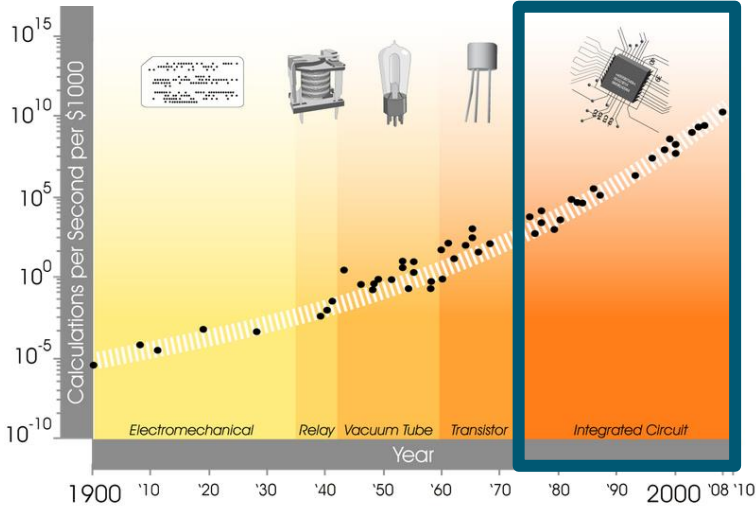 10^15
10^10
10^5
10^0
10^-5
10^-10
Calculations per Second per $1000
Electromechanical
Relay
Vacuum Tube
Transistor
Integrated Circuit
Year
1900
'10
'20
'30
'40
'50
'60
'70
'80
'90
2000
'08
'10